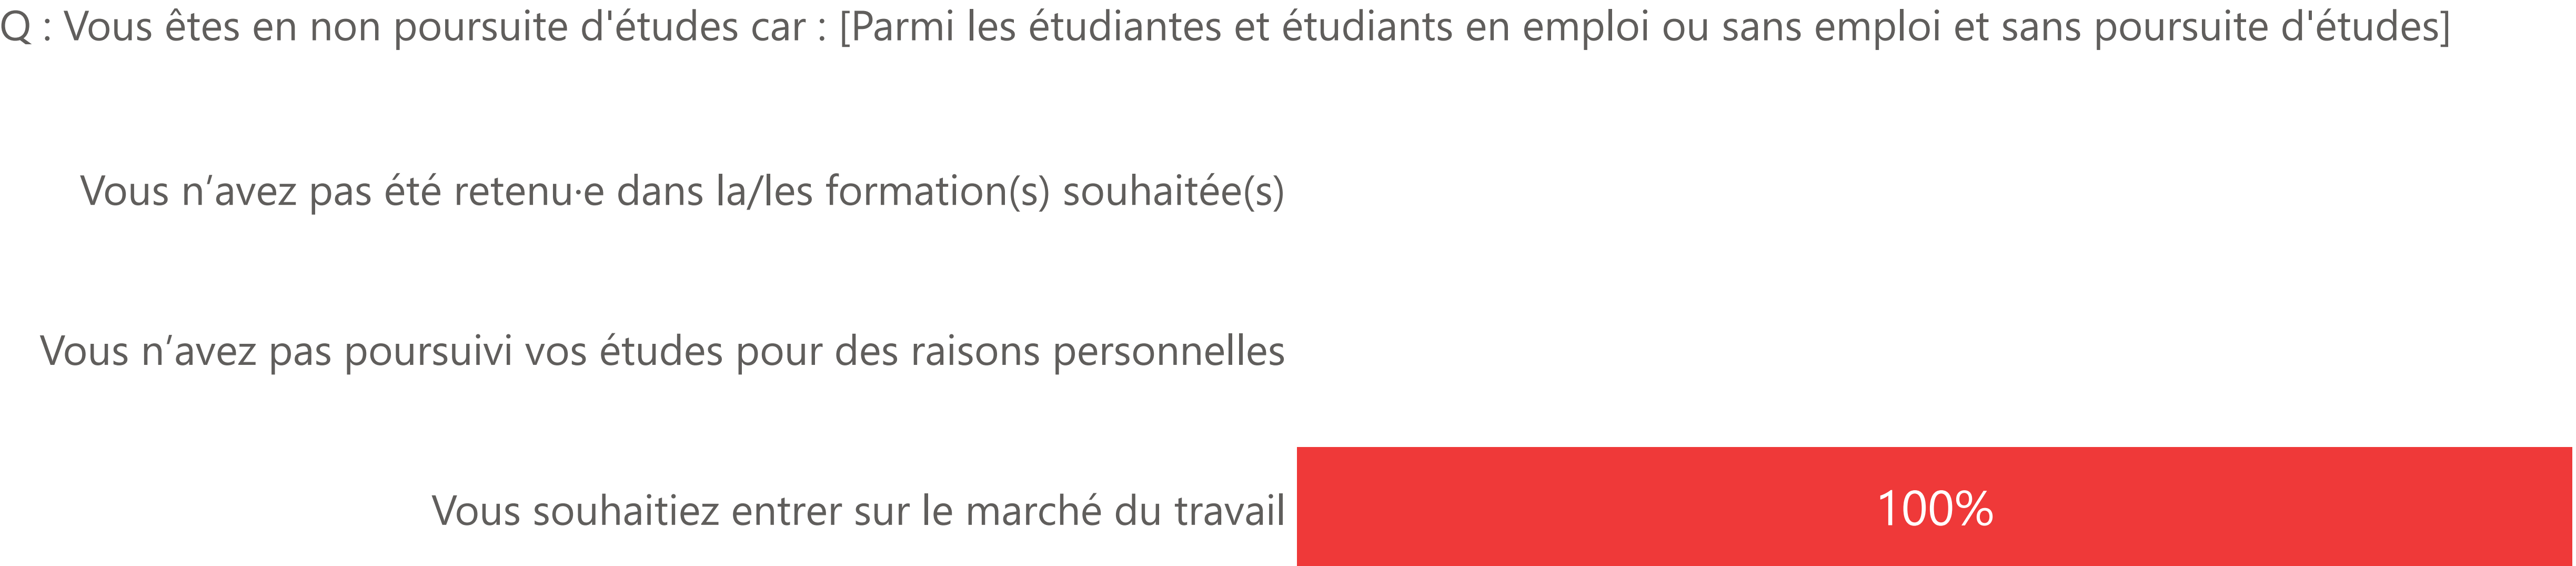 Q : Vous êtes en non poursuite d'études car : [Parmi les étudiantes et étudiants en emploi ou sans emploi et sans poursuite d'études]
Vous n’avez pas été retenu·e dans la/les formation(s) souhaitée(s)
Vous n’avez pas poursuivi vos études pour des raisons personnelles
Vous souhaitiez entrer sur le marché du travail 100%